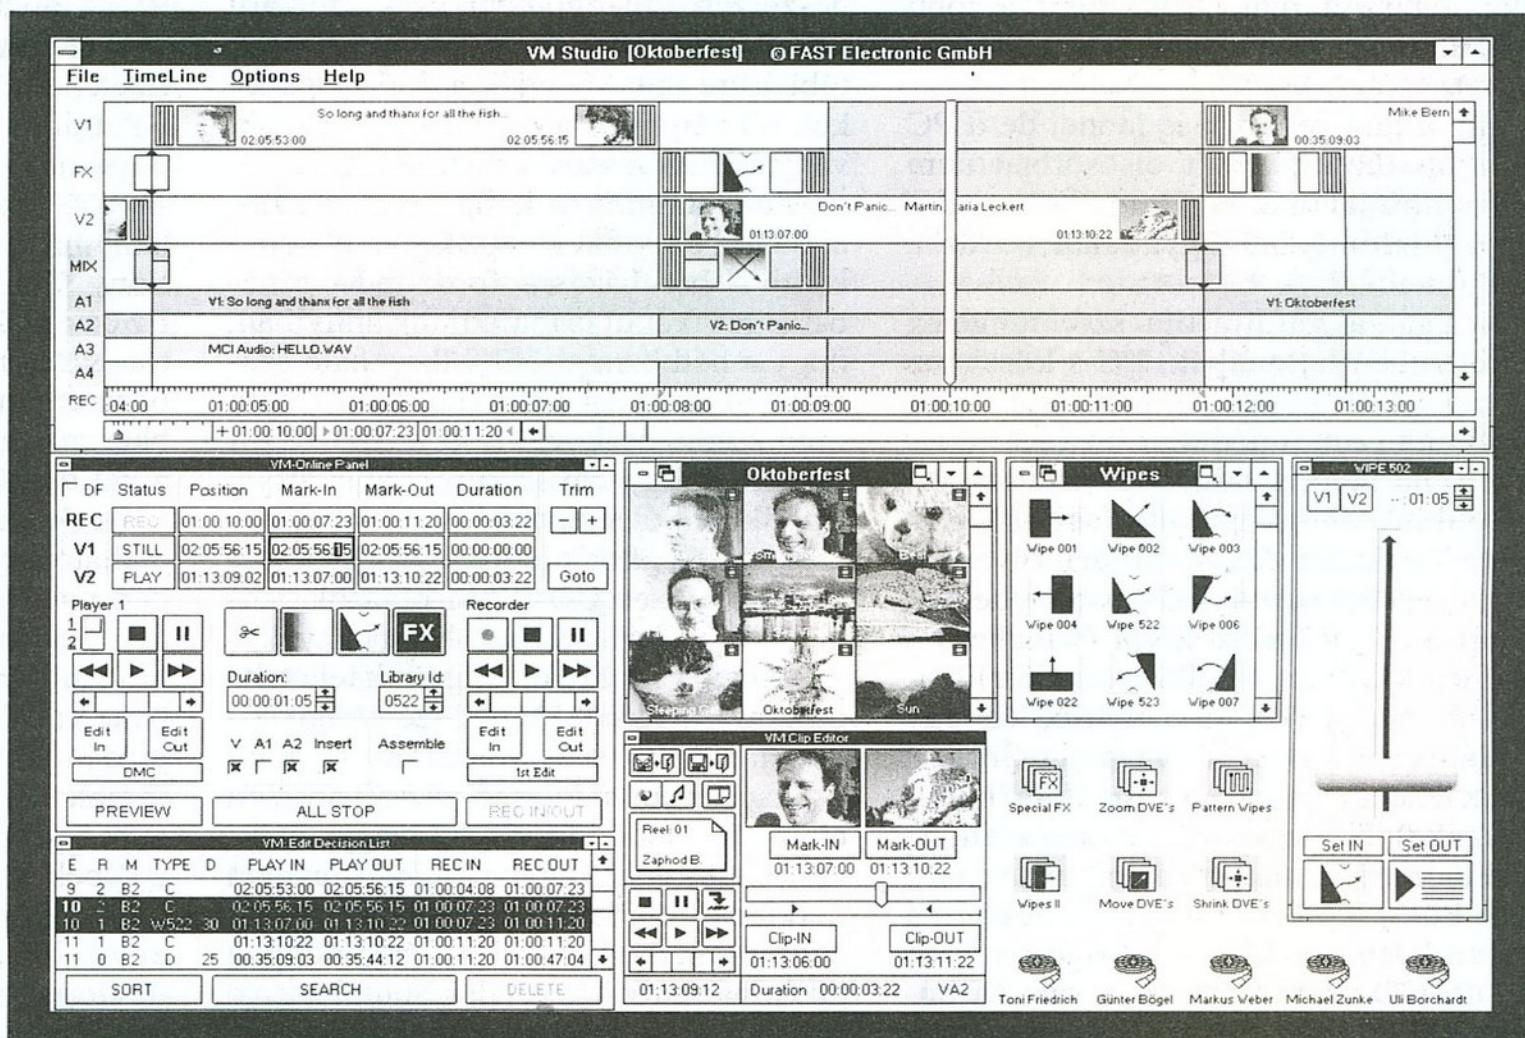 VM Studio [Oktoberfest] © FAST Electronic GmbH
File TimeLine Options Help
V1 So long and thanx for all the fish... Mike Bern
02:05:53:00 02:05:56:15 00:35:09:03
FX
V2 Don't Panic... Martin aria Leckert
01:13:07:00 01:13:10:22
MIX
A1 V1: So long and thanx for all the fish V1: Oktoberfest
A2 V2: Don't Panic...
A3 MCI Audio: HELLO.WAV
A4
REC :04:00 01:00:05:00 01:00:06:00 01:00:07:00 01:00:08:00 01:00:09:00 01:00:10:00 01:00:11:00 01:00:12:00 01:00:13:00
+01:00:10:00 01:00:07:23 01:00:11:20
VM-Online Panel
DF Status Position Mark-In Mark-Out Duration Trim
REC REC 01:00:10:00 01:00:07:23 01:00:11:20 00:00:03:22 - +
V1 STILL 02:05:56:15 02:05:56:15 02:05:56:15 00:00:00:00
V2 PLAY 01:13:09:02 01:13:07:00 01:13:10:22 00:00:03:22 Goto
Player 1 Recorder
1
2
FX
Duration: Library Id:
00:00:01:05 0522
Edit In Edit Out
V A1 A2 Insert Assemble
Edit In Edit Out
DMC 1st Edit
PREVIEW ALL STOP REC IN/OUT
VM: Edit Decision List
E R M TYPE D PLAY IN PLAY OUT REC IN REC OUT
9 2 B2 C 02:05:53:00 02:05:56:15 01:00:04:08 01:00:07:23
10 2 B2 C 02:05:56:15 02:05:56:15 01:00:07:23 01:00:07:23
10 1 B2 W522 30 01:13:07:00 01:13:10:22 01:00:07:23 01:00:11:20
11 1 B2 C 01:13:10:22 01:13:10:22 01:00:11:20 01:00:11:20
11 0 B2 D 25 00:35:09:03 00:35:44:12 01:00:11:20 01:00:47:04
SORT SEARCH DELETE
Oktoberfest
Sleeping Oktoberfest Sun
VM Clip Editor
Reel: 01
Zaphod B.
Mark-IN Mark-OUT
01:13:07:00 01:13:10:22
Clip-IN Clip-OUT
01:13:06:00 01:13:11:22
01:13:09:12 Duration 00:00:03:22 VA2
Wipes
Wipe 001 Wipe 002 Wipe 003
Wipe 004 Wipe 522 Wipe 006
Wipe 022 Wipe 523 Wipe 007
FX
Special FX Zoom DVE's Pattern Wipes
Wipes II Move DVE's Shrink DVE's
Toni Friedrich Günter Bögel Markus Weber Michael Zunke Uli Borchardt
WIPE 502
V1 V2 --:01:05
Set IN Set OUT